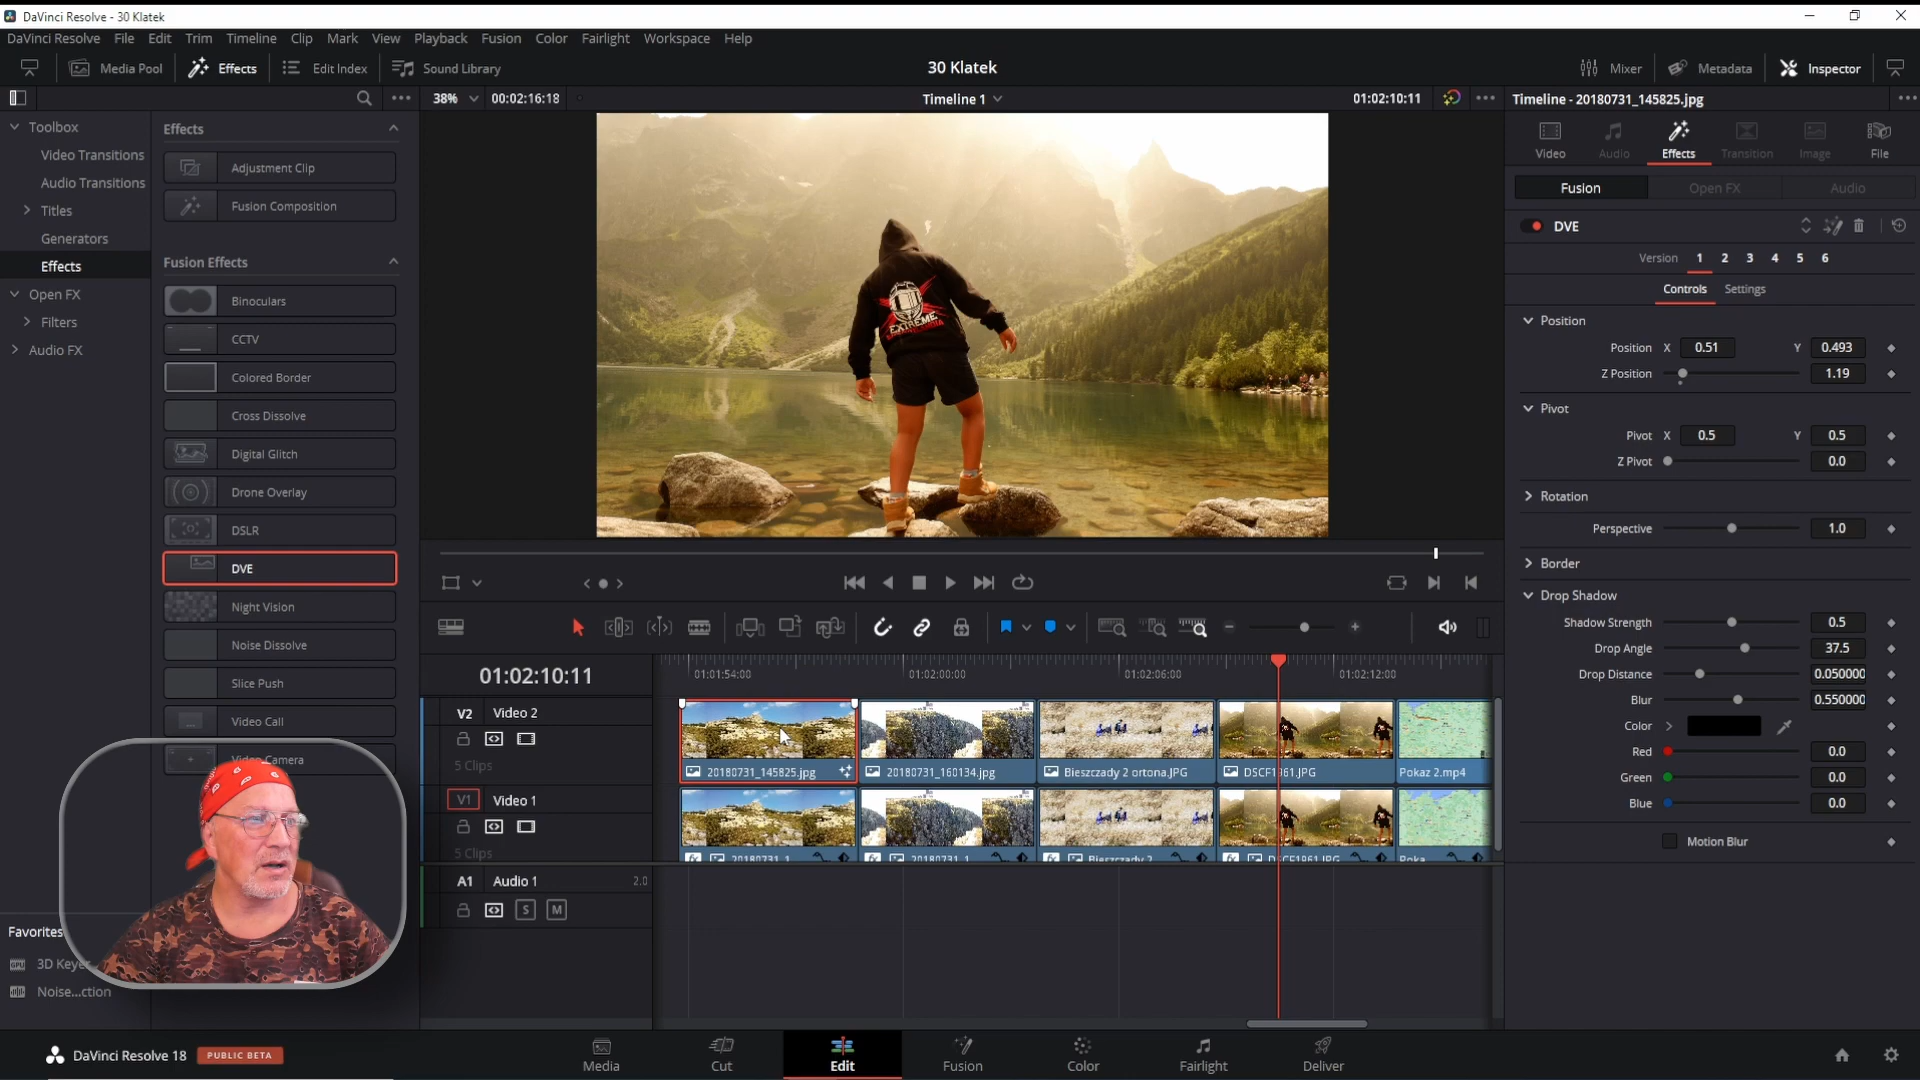 DaVinci Resolve - 30 Klatek
DaVinci Resolve File Edit Trim Timeline Clip Mark View Playback Fusion Color Fairlight Workspace Help
Media Pool Effects Edit Index Sound Library
30 Klatek
Mixer Metadata Inspector
38% 00:02:16:18
Timeline 1
01:02:10:11
Timeline - 20180731_145825.jpg
Toolbox
Video Transitions
Audio Transitions
Titles
Generators
Effects
Open FX
Filters
Audio FX
Effects
Adjustment Clip
Fusion Composition
Fusion Effects
Binoculars
CCTV
Colored Border
Cross Dissolve
Digital Glitch
Drone Overlay
DSLR
DVE
Night Vision
Noise Dissolve
Slice Push
Video Call
Video Camera
Favorites
3D Keye
Noise...ction
EXTREME
Video Audio Effects Transition Image File
Fusion Open FX Audio
DVE
Version 1 2 3 4 5 6
Controls Settings
Position
Position X 0.51 Y 0.493
Z Position 1.19
Pivot
Pivot X 0.5 Y 0.5
Z Pivot 0.0
Rotation
Perspective 1.0
Border
Drop Shadow
Shadow Strength 0.5
Drop Angle 37.5
Drop Distance 0.050000
Blur 0.550000
Color
Red 0.0
Green 0.0
Blue 0.0
Motion Blur
01:02:10:11
01:01:54:00 01:02:00:00 01:02:06:00 01:02:12:00
V2 Video 2
5 Clips
20180731_145825.jpg 20180731_160134.jpg Bieszczady 2 ortona.JPG DSCF1961.JPG Pokaz 2.mp4
V1 Video 1
5 Clips
20180731_1 20180731_1 Bieszczady 2 DSCF1961.JPG Poka
A1 Audio 1 2.0
S M
DaVinci Resolve 18 PUBLIC BETA
Media Cut Edit Fusion Color Fairlight Deliver